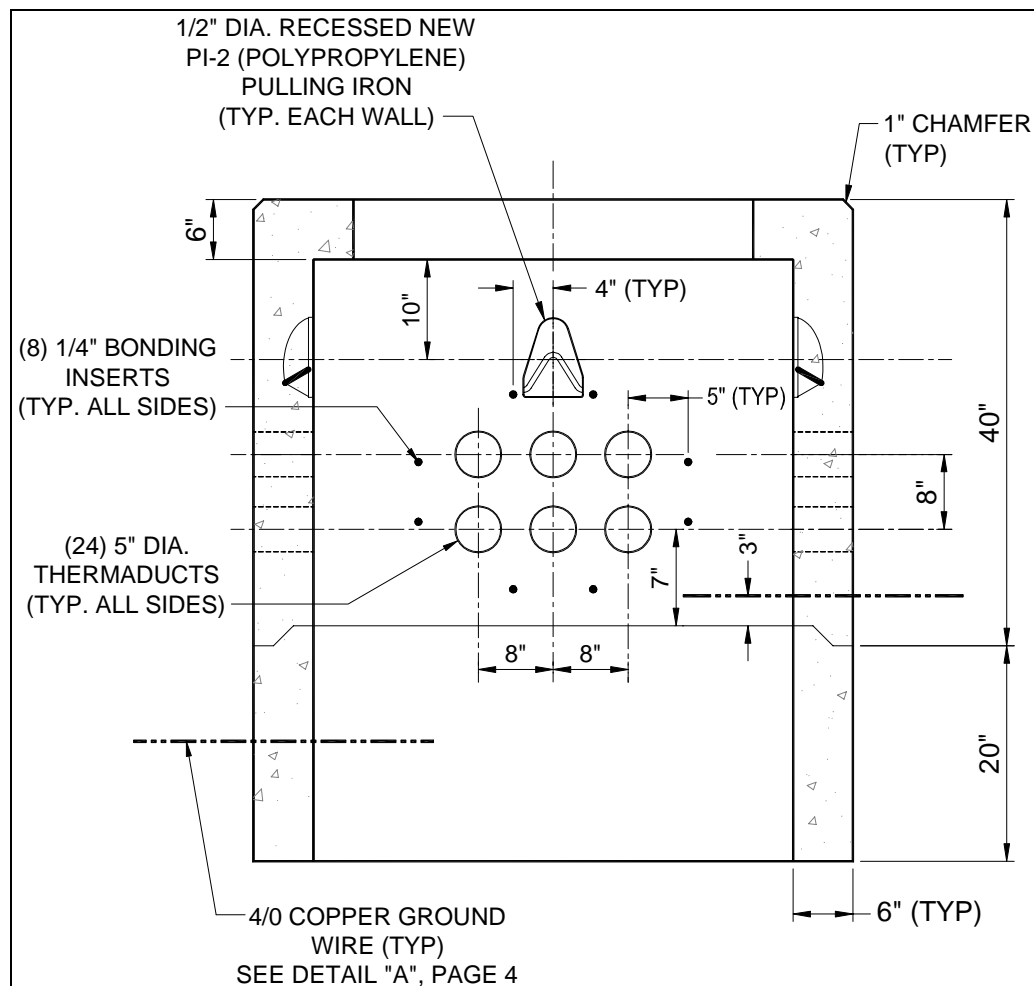 1/2" DIA. RECESSED NEW
PI-2 (POLYPROPYLENE)
PULLING IRON
(TYP. EACH WALL)
1" CHAMFER
(TYP)
6"
10"
4" (TYP)
(8) 1/4" BONDING
INSERTS
(TYP. ALL SIDES)
5" (TYP)
40"
8"
(24) 5" DIA.
THERMADUCTS
(TYP. ALL SIDES)
7"
3"
8"
8"
20"
4/0 COPPER GROUND
WIRE (TYP)
SEE DETAIL "A", PAGE 4
6" (TYP)